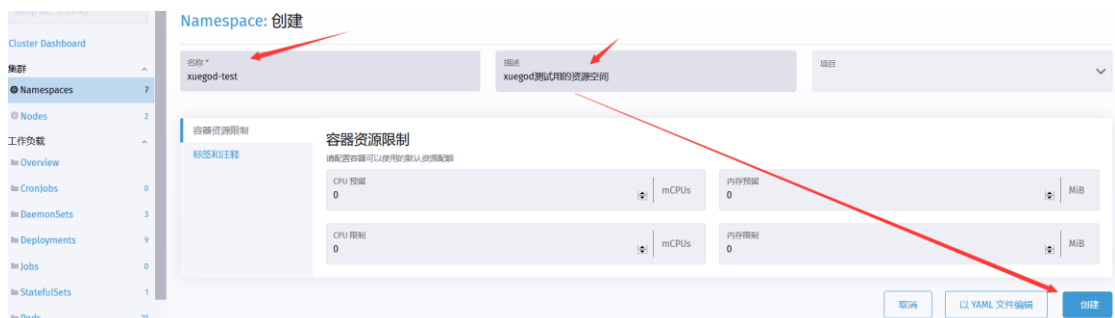 Namespace: 创建
Cluster Dashboard
集群
Namespaces 7
Nodes 2
工作负载
Overview
CronJobs 0
DaemonSets 3
Deployments 9
Jobs 0
StatefulSets 1
名称 *
xuegod-test
描述
xuegod测试用的资源空间
项目
容器资源限制
标签和注释
容器资源限制
请配置容器可以使用的默认资源配额
CPU 预留
0 mCPUs
内存预留
0 MiB
CPU 限制
0 mCPUs
内存限制
0 MiB
取消
以 YAML 文件编辑
创建